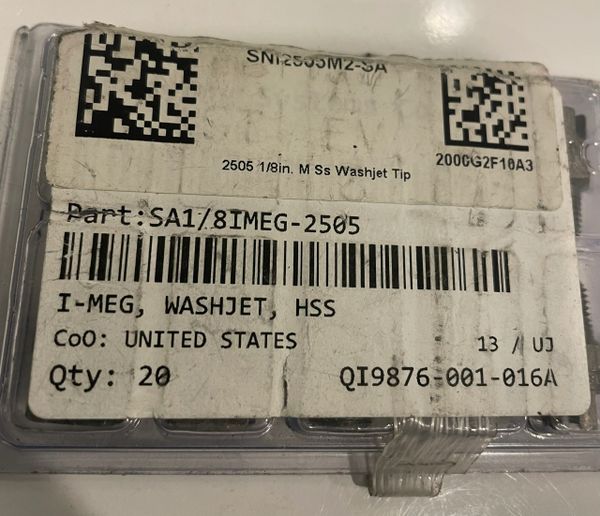 2505 1/8in. M Ss Washjet Tip
2000G2F10A3
Part:SA1/8IMEG-2505
I-MEG, WASHJET, HSS
CoO: UNITED STATES
13 / UJ
Qty: 20
QI9876-001-016A